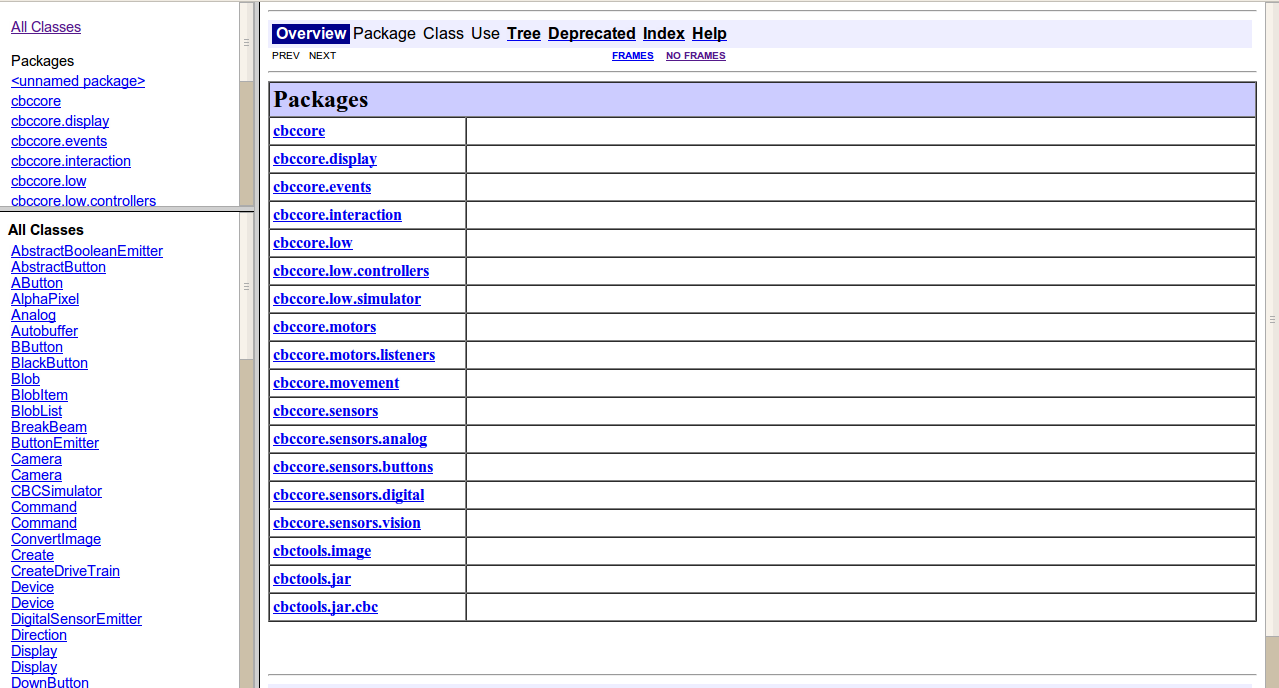 All Classes
Packages
<unnamed package>
cbccore
cbccore.display
cbccore.events
cbccore.interaction
cbccore.low
cbccore.low.controllers
All Classes
AbstractBooleanEmitter
AbstractButton
AButton
AlphaPixel
Analog
Autobuffer
BButton
BlackButton
Blob
BlobItem
BlobList
BreakBeam
ButtonEmitter
Camera
Camera
CBCSimulator
Command
Command
ConvertImage
Create
CreateDriveTrain
Device
Device
DigitalSensorEmitter
Direction
Display
Display
DownButton
Overview Package Class Use Tree Deprecated Index Help
PREV NEXT FRAMES NO FRAMES
Packages
cbccore
cbccore.display
cbccore.events
cbccore.interaction
cbccore.low
cbccore.low.controllers
cbccore.low.simulator
cbccore.motors
cbccore.motors.listeners
cbccore.movement
cbccore.sensors
cbccore.sensors.analog
cbccore.sensors.buttons
cbccore.sensors.digital
cbccore.sensors.vision
cbctools.image
cbctools.jar
cbctools.jar.cbc